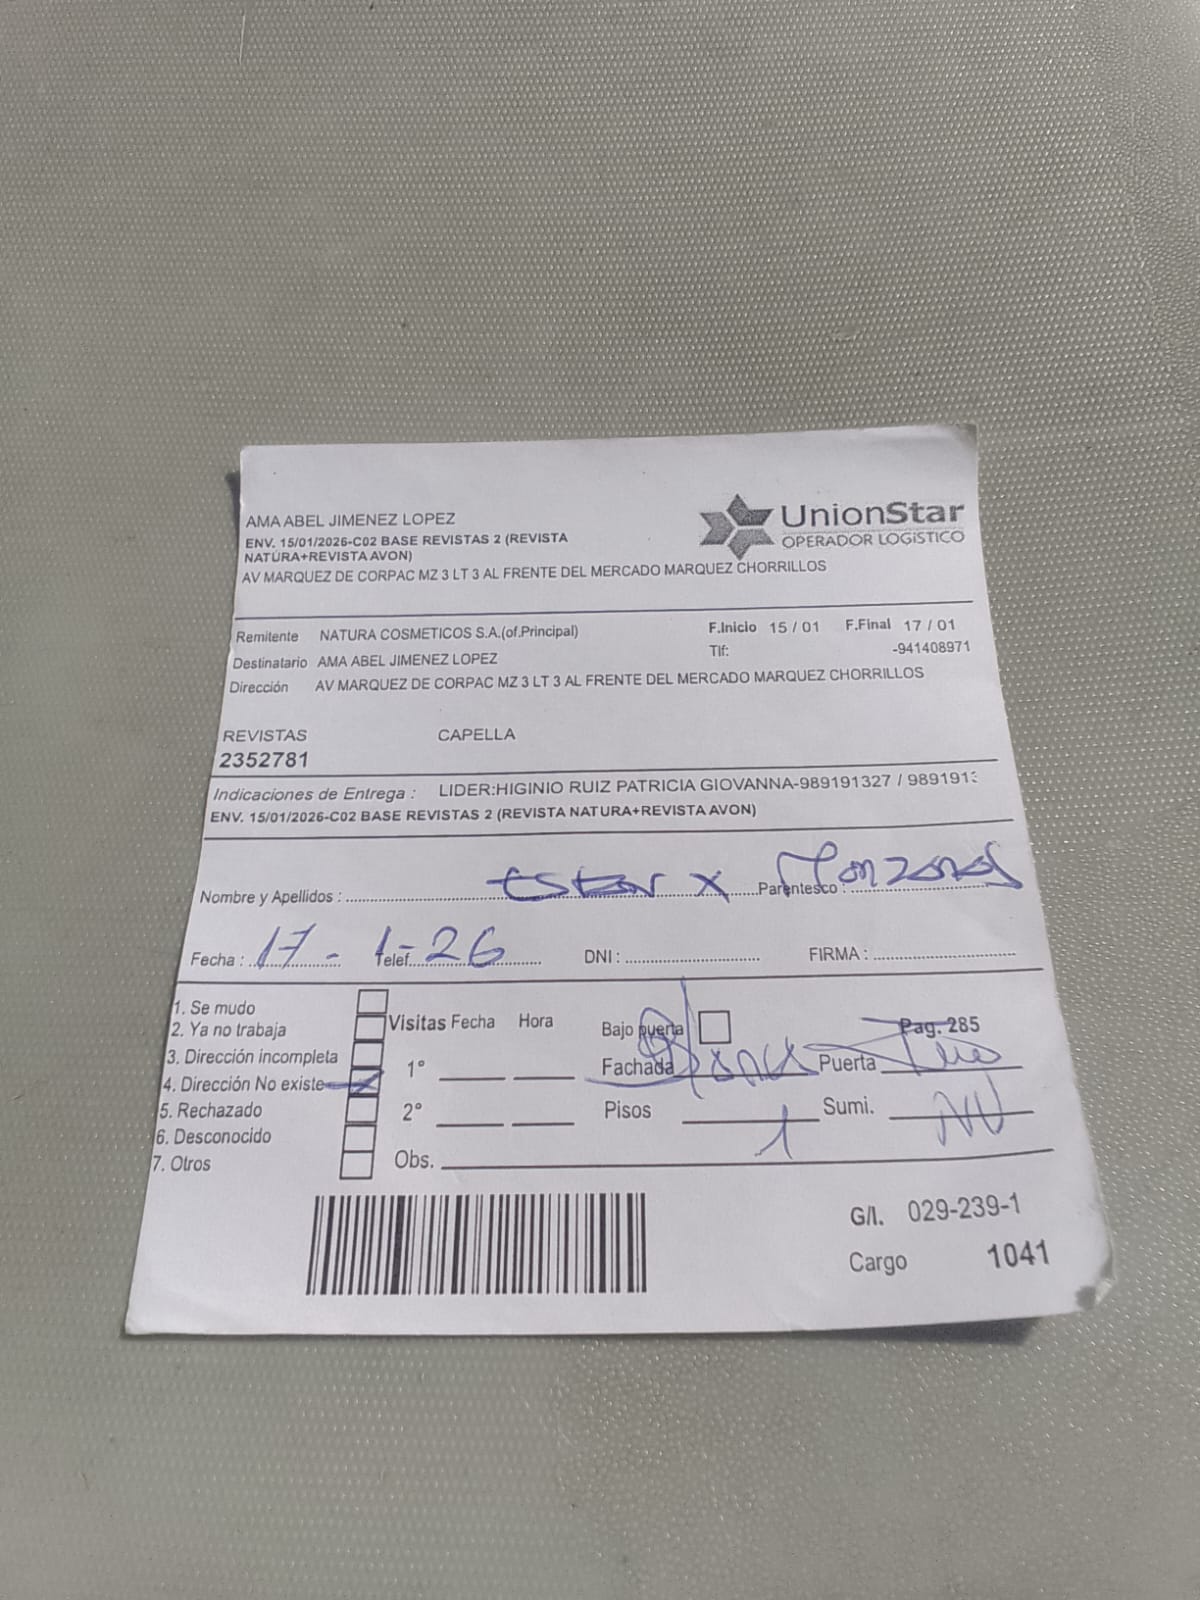 AMA ABEL JIMENEZ LOPEZ
UnionStar
ENV. 15/01/2026-C02 BASE REVISTAS 2 (REVISTA
OPERADOR LOGÍSTICO
NATURA+REVISTA AVON)
AV MARQUEZ DE CORPAC MZ 3 LT 3 AL FRENTE DEL MERCADO MARQUEZ CHORRILLOS
Remitente NATURA COSMETICOS S.A.(of.Principal) F.Inicio 15 / 01 F.Final 17 / 01
Destinatario AMA ABEL JIMENEZ LOPEZ Tlf: -941408971
Dirección AV MARQUEZ DE CORPAC MZ 3 LT 3 AL FRENTE DEL MERCADO MARQUEZ CHORRILLOS
REVISTAS CAPELLA
2352781
Indicaciones de Entrega : LIDER:HIGINIO RUIZ PATRICIA GIOVANNA-989191327 / 9891913
ENV. 15/01/2026-C02 BASE REVISTAS 2 (REVISTA NATURA+REVISTA AVON)
Nombre y Apellidos : Estar x Parentesco : Manzanas
Fecha : 17 - 1 - 26 Telef. DNI : FIRMA :
1. Se mudo
2. Ya no trabaja Visitas Fecha Hora Bajo puerta Pag. 285
3. Dirección incompleta 1° Fachada Puerta
4. Dirección No existe
5. Rechazado 2° Pisos 1 Sumi.
6. Desconocido
7. Otros Obs.
G/I. 029-239-1
Cargo 1041